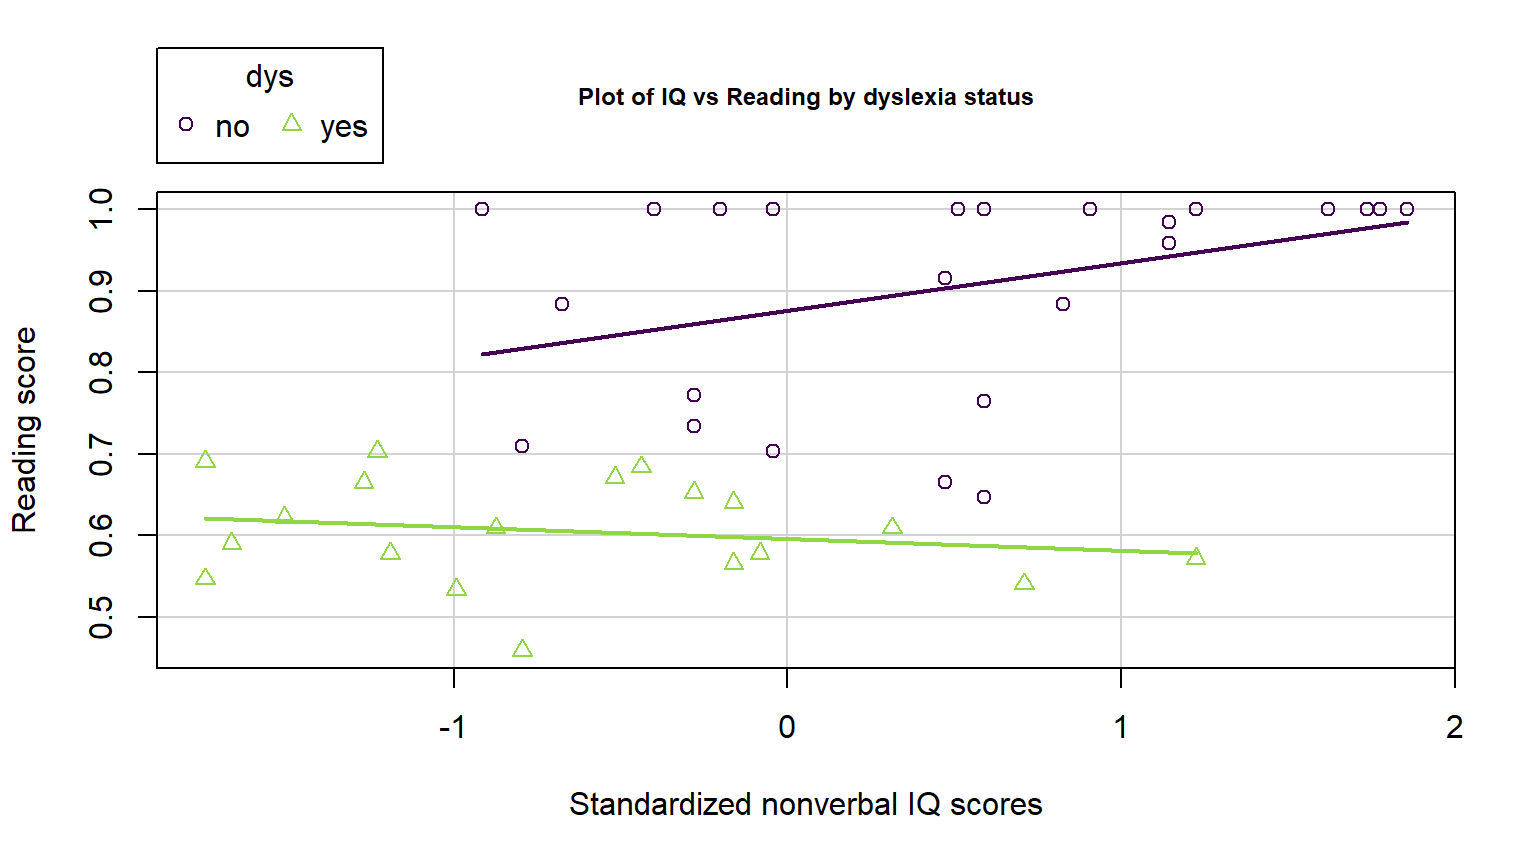 dys
no yes
Plot of IQ vs Reading by dyslexia status
Reading score
1.0
0.9
0.8
0.7
0.6
0.5
-1 0 1 2
Standardized nonverbal IQ scores